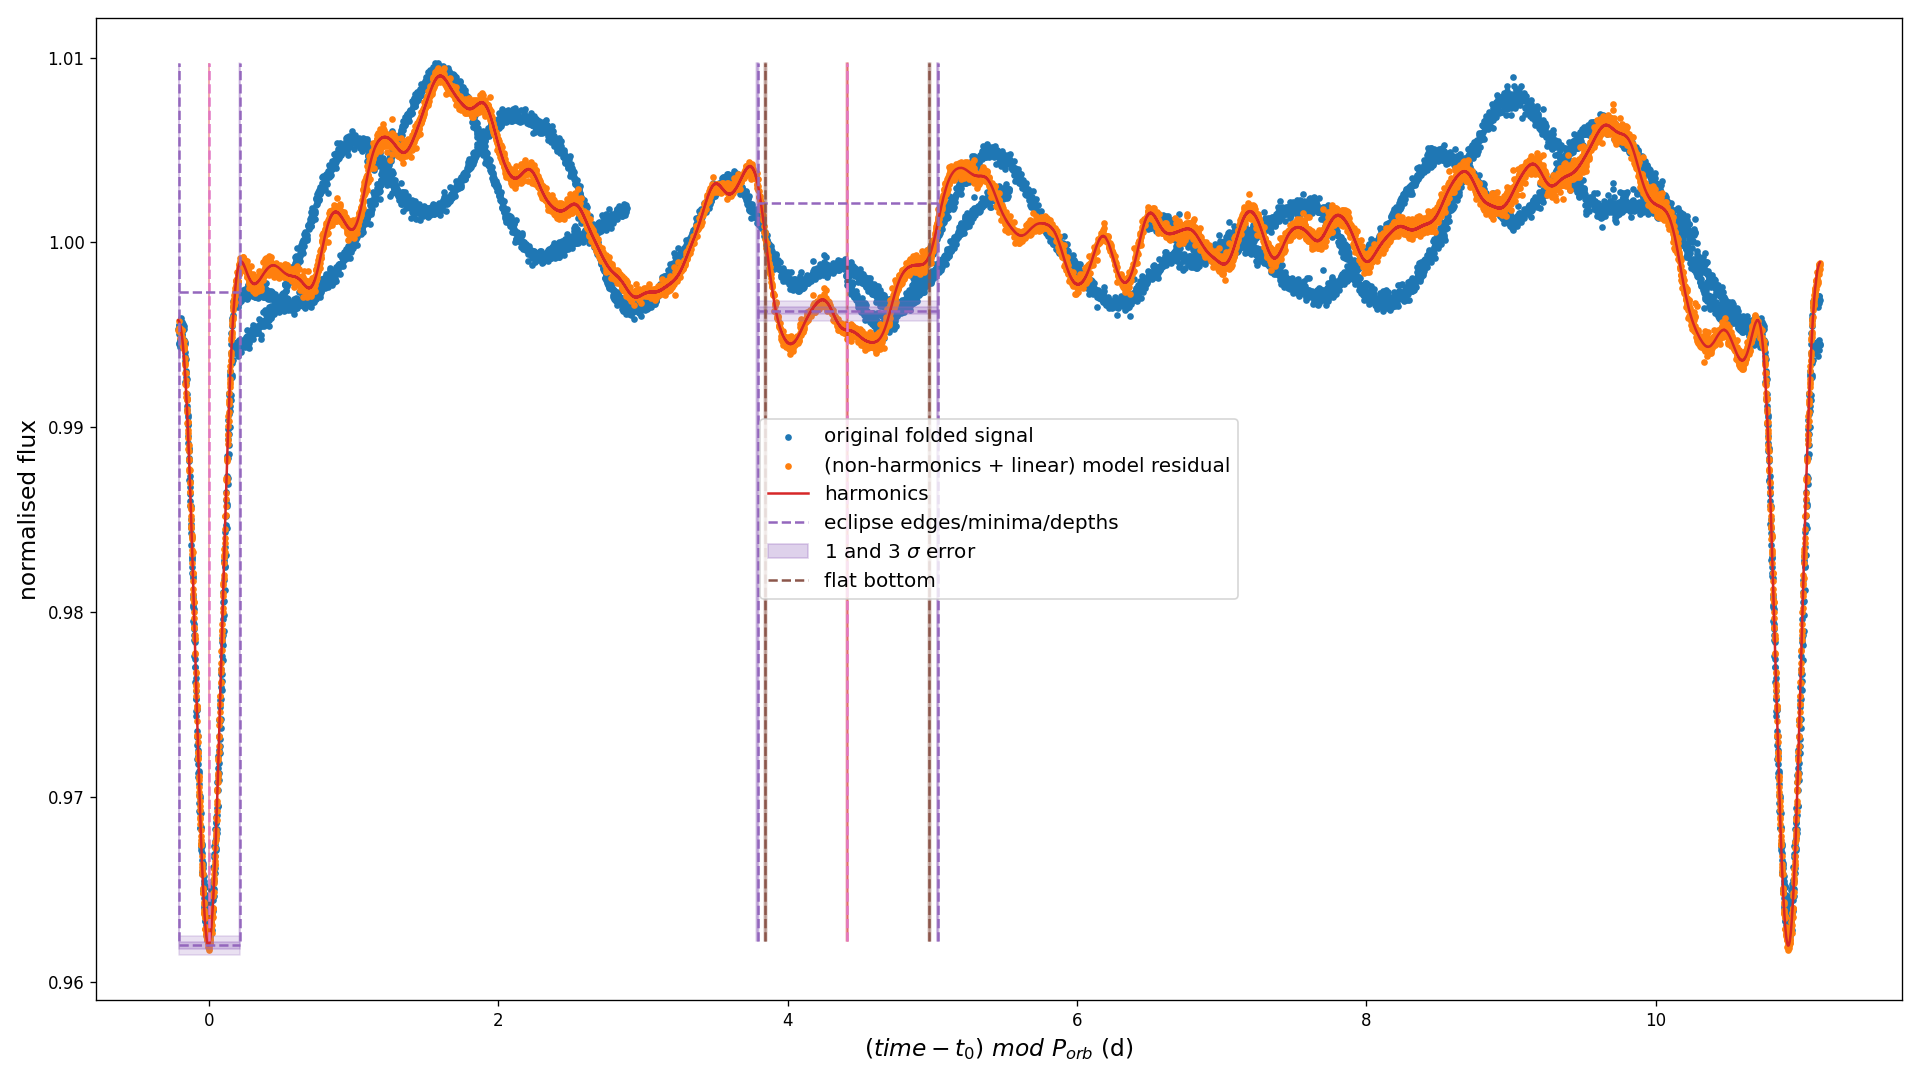 1.01
1.00
0.99
0.98
0.97
0.96
normalised flux
original folded signal
(non-harmonics + linear) model residual
harmonics
eclipse edges/minima/depths
1 and 3 σ error
flat bottom
0 2 4 6 8 10
(time − t₀) mod Pₒᵣb (d)